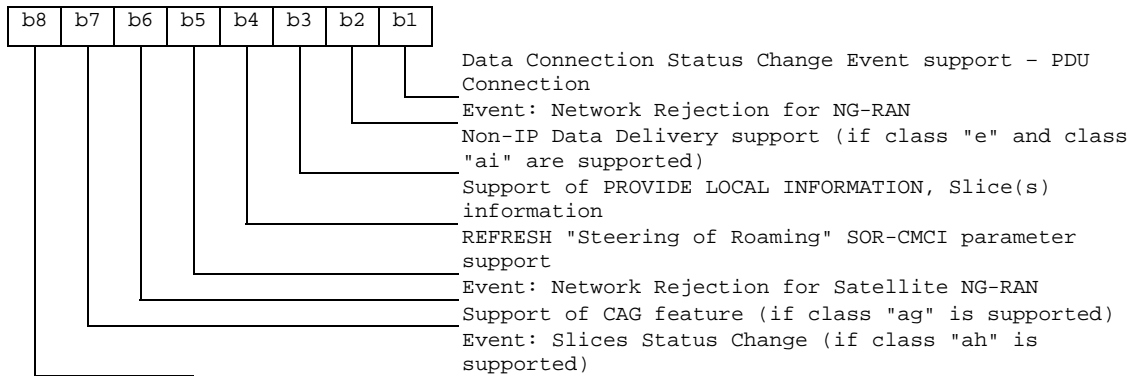 b8 b7 b6 b5 b4 b3 b2 b1
Data Connection Status Change Event support – PDU
Connection
Event: Network Rejection for NG-RAN
Non-IP Data Delivery support (if class "e" and class
"ai" are supported)
Support of PROVIDE LOCAL INFORMATION, Slice(s)
information
REFRESH "Steering of Roaming" SOR-CMCI parameter
support
Event: Network Rejection for Satellite NG-RAN
Support of CAG feature (if class "ag" is supported)
Event: Slices Status Change (if class "ah" is
supported)